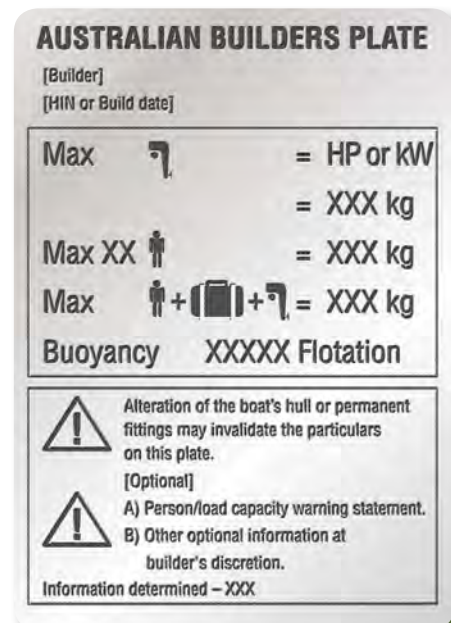 AUSTRALIAN BUILDERS PLATE
[Builder]
[HIN or Build date]
Max = HP or kW
= XXX kg
Max XX = XXX kg
Max + + = XXX kg
Buoyancy XXXXX Flotation
Alteration of the boat's hull or permanent
fittings may invalidate the particulars
on this plate.
[Optional]
A) Person/load capacity warning statement.
B) Other optional information at
builder's discretion.
Information determined – XXX